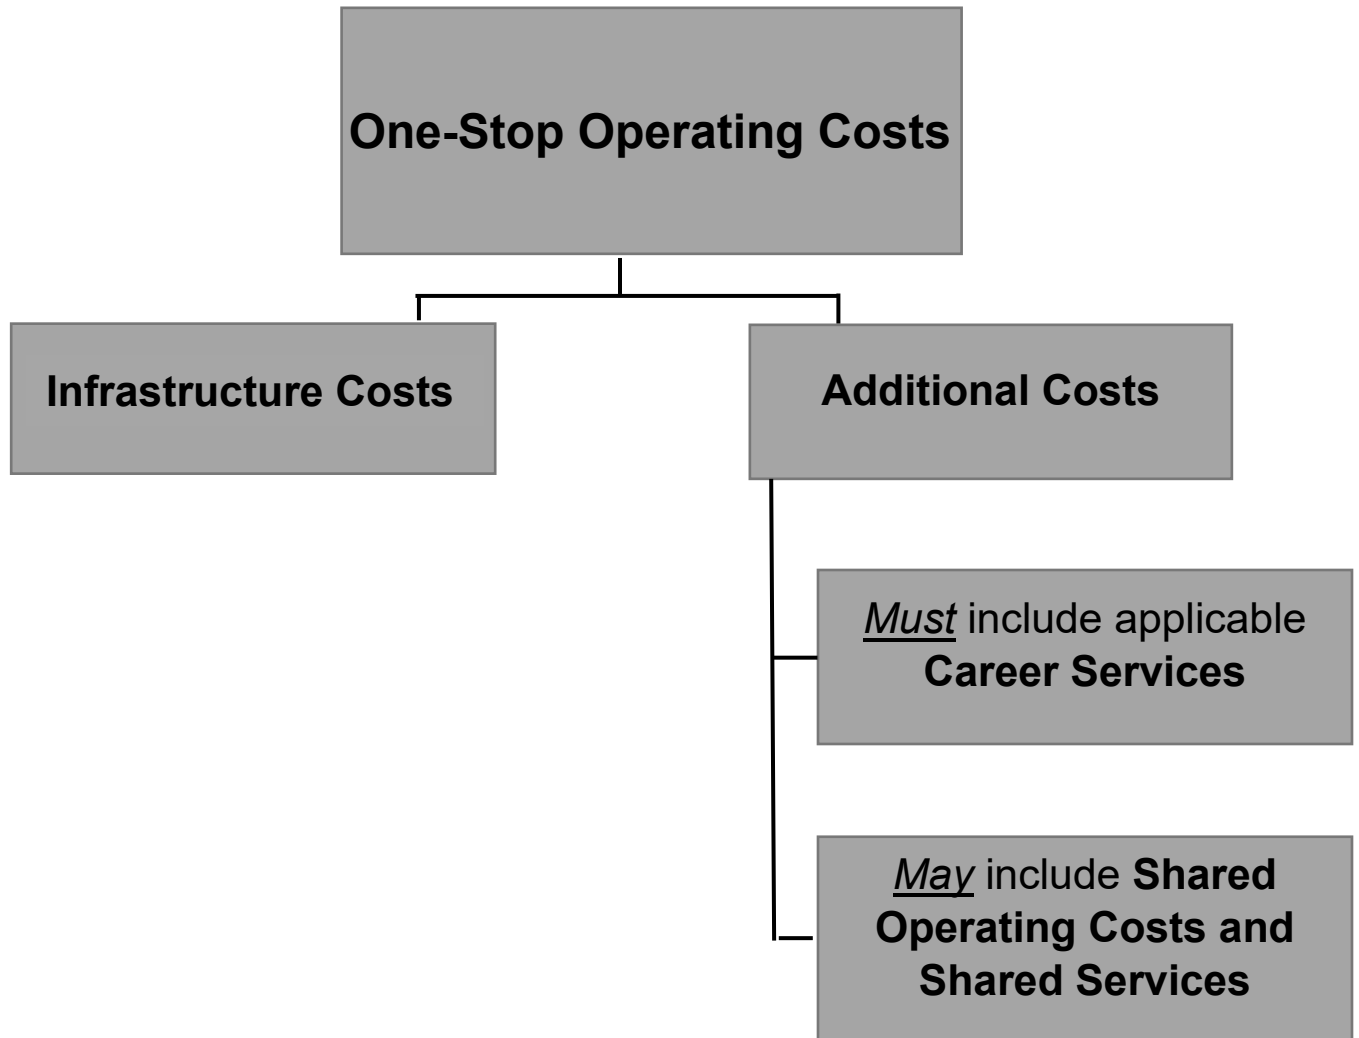 One-Stop Operating Costs
Infrastructure Costs
Additional Costs
Must include applicable
Career Services
May include Shared
Operating Costs and
Shared Services